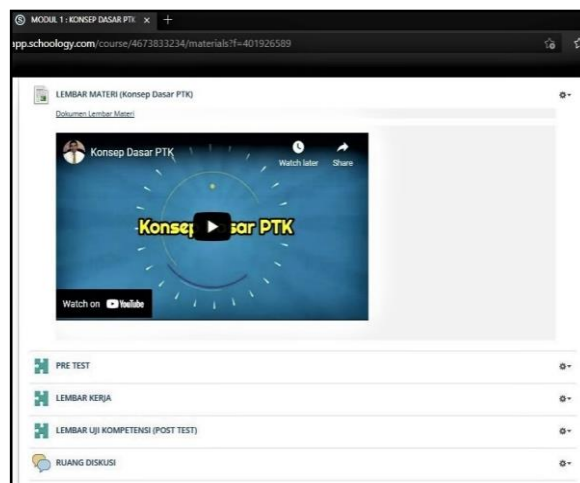 MODUL 1 : KONSEP DASAR PTK
app.schoology.com/course/4673833234/materials?f=401926589
LEMBAR MATERI (Konsep Dasar PTK)
Dokumen Lembar Materi
Konsep Dasar PTK
Watch later
Share
Konsep Dasar PTK
Watch on YouTube
PRE TEST
LEMBAR KERJA
LEMBAR UJI KOMPETENSI (POST TEST)
RUANG DISKUSI